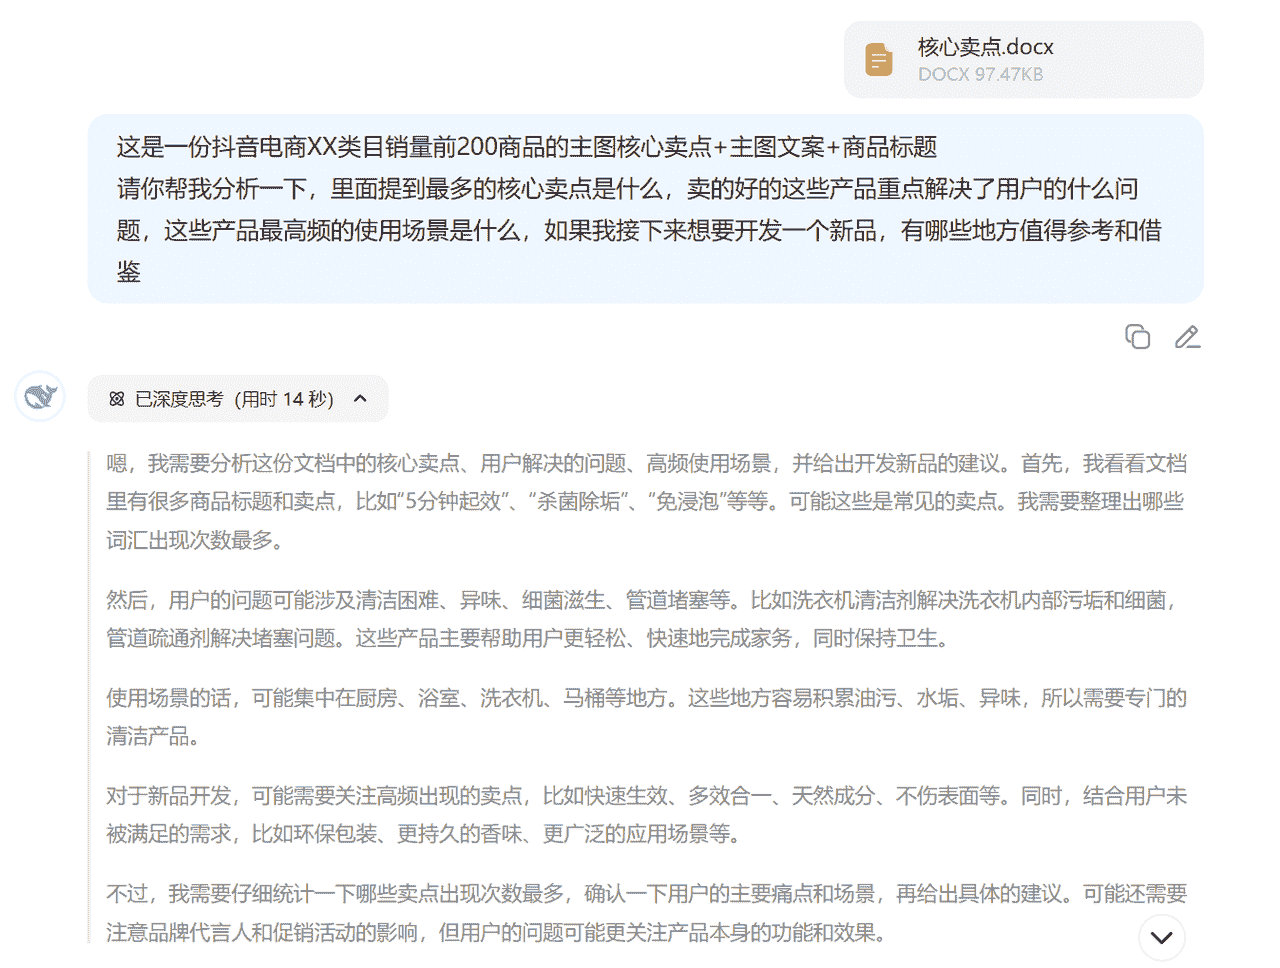 核心卖点.docx
DOCX 97.47KB
这是一份抖音电商XX类目销量前200商品的主图核心卖点+主图文案+商品标题
请你帮我分析一下，里面提到最多的核心卖点是什么，卖的好的这些产品重点解决了用户的什么问
题，这些产品最高频的使用场景是什么，如果我接下来想要开发一个新品，有哪些地方值得参考和借
鉴
已深度思考（用时 14 秒）
嗯，我需要分析这份文档中的核心卖点、用户解决的问题、高频使用场景，并给出开发新品的建议。首先，我看看文档
里有很多商品标题和卖点，比如“5分钟起效”、“杀菌除垢”、“免浸泡”等等。可能这些是常见的卖点。我需要整理出哪些
词汇出现次数最多。
然后，用户的问题可能涉及清洁困难、异味、细菌滋生、管道堵塞等。比如洗衣机清洁剂解决洗衣机内部污垢和细菌，
管道疏通剂解决堵塞问题。这些产品主要帮助用户更轻松、快速地完成家务，同时保持卫生。
使用场景的话，可能集中在厨房、浴室、洗衣机、马桶等地方。这些地方容易积累油污、水垢、异味，所以需要专门的
清洁产品。
对于新品开发，可能需要关注高频出现的卖点，比如快速生效、多效合一、天然成分、不伤表面等。同时，结合用户未
被满足的需求，比如环保包装、更持久的香味、更广泛的应用场景等。
不过，我需要仔细统计一下哪些卖点出现次数最多，确认一下用户的主要痛点和场景，再给出具体的建议。可能还需要
注意品牌代言人和促销活动的影响，但用户的问题可能更关注产品本身的功能和效果。